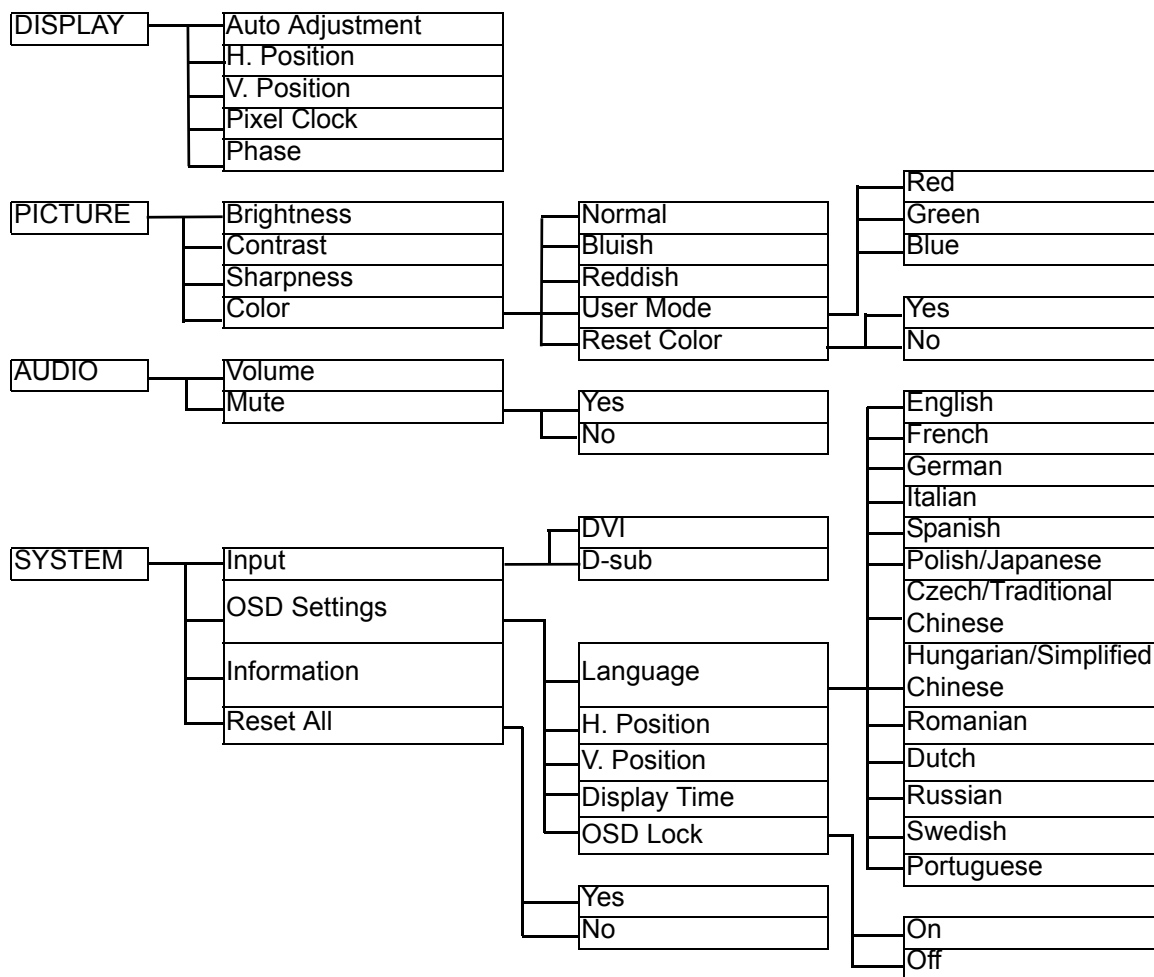 DISPLAY
Auto Adjustment
H. Position
V. Position
Pixel Clock
Phase
PICTURE
Brightness
Contrast
Sharpness
Color
Normal
Bluish
Reddish
User Mode
Reset Color
Red
Green
Blue
Yes
No
AUDIO
Volume
Mute
Yes
No
SYSTEM
Input
OSD Settings
Information
Reset All
DVI
D-sub
Language
H. Position
V. Position
Display Time
OSD Lock
Yes
No
English
French
German
Italian
Spanish
Polish/Japanese
Czech/Traditional
Chinese
Hungarian/Simplified
Chinese
Romanian
Dutch
Russian
Swedish
Portuguese
On
Off